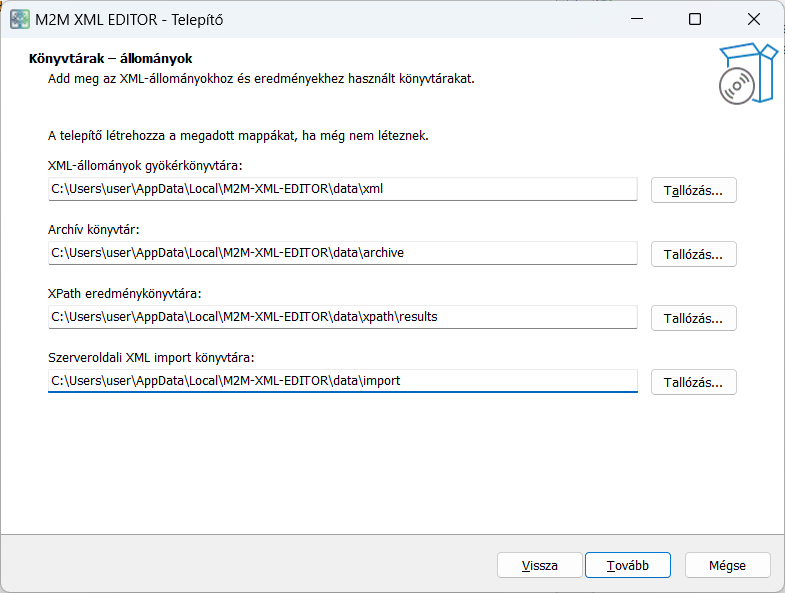 M2M XML EDITOR - Telepítő
Könyvtárak – állományok
Add meg az XML-állományokhoz és eredményekhez használt könyvtárakat.
A telepítő létrehozza a megadott mappákat, ha még nem léteznek.
XML-állományok gyökérkönyvtára:
C:\Users\user\AppData\Local\M2M-XML-EDITOR\data\xml
Tallózás...
Archív könyvtár:
C:\Users\user\AppData\Local\M2M-XML-EDITOR\data\archive
Tallózás...
XPath eredménykönyvtára:
C:\Users\user\AppData\Local\M2M-XML-EDITOR\data\xpath\results
Tallózás...
Szerveroldali XML import könyvtára:
C:\Users\user\AppData\Local\M2M-XML-EDITOR\data\import
Tallózás...
Vissza
Tovább
Mégse